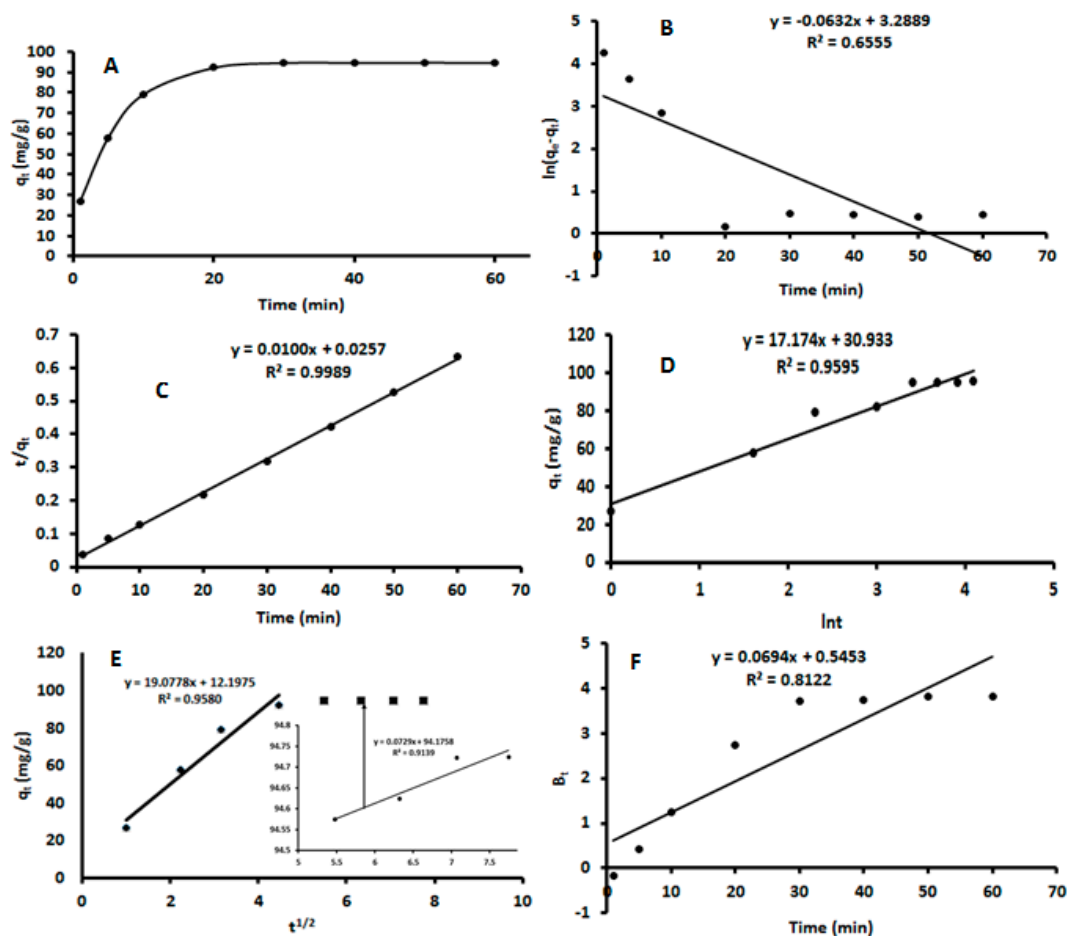 A
qt (mg/g)
100
90
80
70
60
50
40
30
20
10
0
0 20 40 60
Time (min)
B
y = -0.0632x + 3.2889
R² = 0.6555
ln(qe-qt)
5
4
3
2
1
0
-1
0 10 20 30 40 50 60 70
Time (min)
C
y = 0.0100x + 0.0257
R² = 0.9989
t/qt
0.7
0.6
0.5
0.4
0.3
0.2
0.1
0
0 10 20 30 40 50 60 70
Time (min)
D
y = 17.174x + 30.933
R² = 0.9595
qt (mg/g)
120
100
80
60
40
20
0
0 1 2 3 4 5
lnt
E
y = 19.0778x + 12.1975
R² = 0.9580
qt (mg/g)
120
100
80
60
40
20
0
0 2 4 6 8 10
t1/2
y = 0.0729x + 94.1758
R² = 0.9139
94.8
94.75
94.7
94.65
94.6
94.55
94.5
5 5.5 6 6.5 7 7.5
F
y = 0.0694x + 0.5453
R² = 0.8122
Bt
5
4
3
2
1
0
-1
0 10 20 30 40 50 60 70
Time (min)